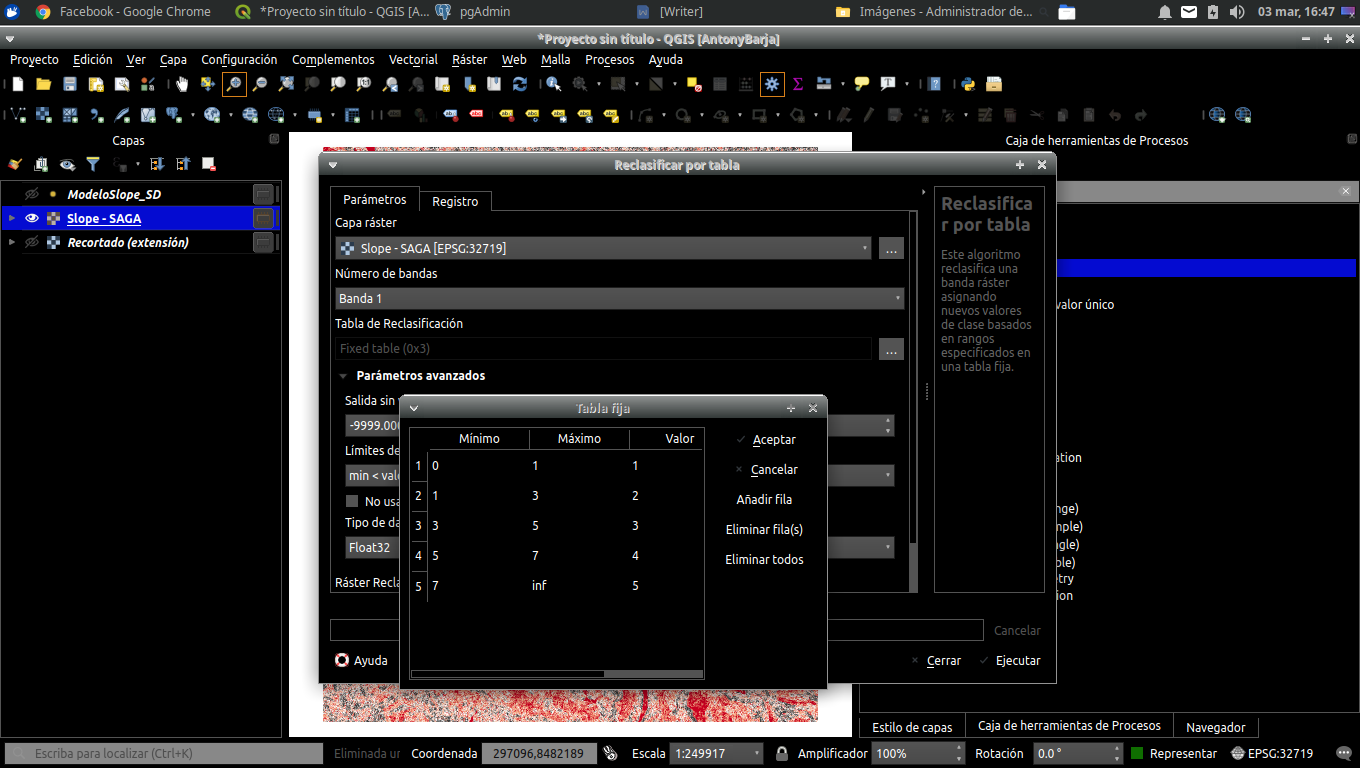 Facebook - Google Chrome
*Proyecto sin título - QGIS [A...
pgAdmin
[Writer]
Imágenes - Administrador de...
03 mar, 16:47
*Proyecto sin título - QGIS [AntonyBarja]
Proyecto Edición Ver Capa Configuración Complementos Vectorial Ráster Web Malla Procesos Ayuda
Capas
Caja de herramientas de Procesos
ModeloSlope_SD
Slope - SAGA
Recortado (extensión)
Reclasificar por tabla
Parámetros
Registro
Capa ráster
Slope - SAGA [EPSG:32719]
...
Número de bandas
Banda 1
Tabla de Reclasificación
Fixed table (0x3)
...
Parámetros avanzados
Salida sin
-9999.000
Límites de
min < valo
No usa
Tipo de da
Float32
Ráster Recla
Reclasifica
r por tabla
Este algoritmo
reclasifica una
banda ráster
asignando
nuevos valores
de clase basados
en rangos
especificados en
una tabla fija.
valor único
ation
nge)
mple)
ngle)
ble)
etry
ion
Tabla fija
Mínimo Máximo Valor
1 0 1 1
2 1 3 2
3 3 5 3
4 5 7 4
5 7 inf 5
Aceptar
Cancelar
Añadir fila
Eliminar fila(s)
Eliminar todos
Cancelar
Ayuda
Cerrar
Ejecutar
Estilo de capas
Caja de herramientas de Procesos
Navegador
Escriba para localizar (Ctrl+K)
Eliminada ur
Coordenada 297096,8482189
Escala 1:249917
Amplificador 100%
Rotación 0.0 °
Representar
EPSG:32719